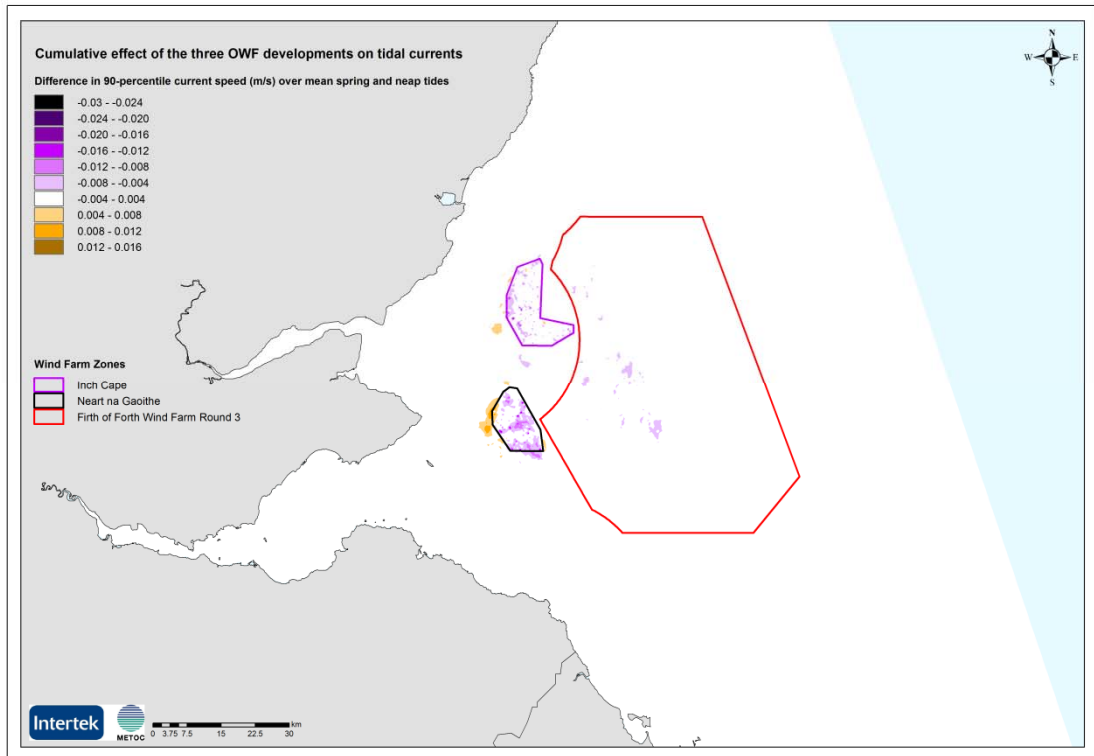 Cumulative effect of the three OWF developments on tidal currents
Difference in 90-percentile current speed (m/s) over mean spring and neap tides
-0.03 - -0.024
-0.024 - -0.020
-0.020 - -0.016
-0.016 - -0.012
-0.012 - -0.008
-0.008 - -0.004
-0.004 - 0.004
0.004 - 0.008
0.008 - 0.012
0.012 - 0.016
N
W E
S
Wind Farm Zones
Inch Cape
Neart na Gaoithe
Firth of Forth Wind Farm Round 3
Intertek
METOC
km
0 3.75 7.5 15 22.5 30